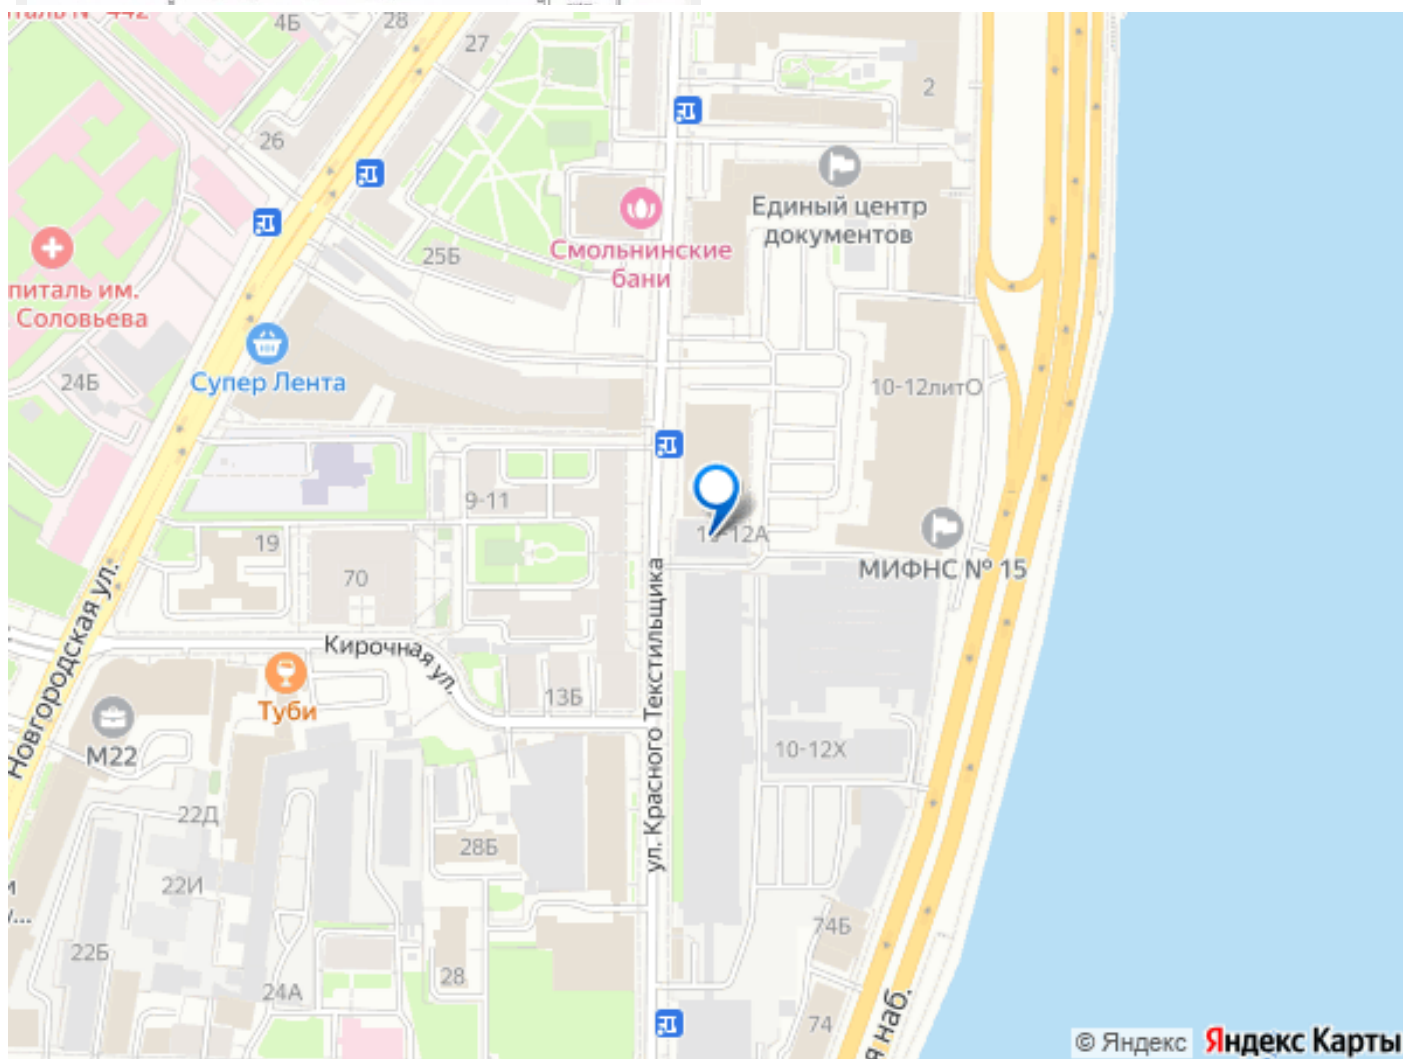 28
4Б
27
2
26
Единый центр
документов
Смольнинские
бани
25Б
питаль им.
Соловьева
Супер Лента
24Б
10-12литО
9-11
19
МИФНС № 15
70
Кирочная ул.
Новгородская ул.
ул. Красного Текстильщика
13Б
Туби
М22
10-12Х
22Д
28Б
22И
74Б
22Б
28
24А
74
я наб.
© Яндекс Яндекс Карты